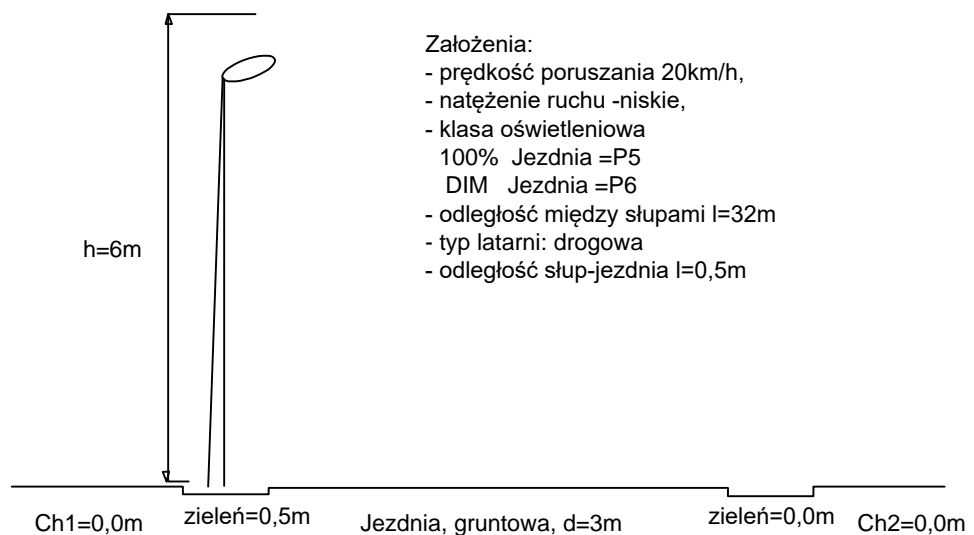 Założenia:
- prędkość poruszania 20km/h,
- natężenie ruchu -niskie,
- klasa oświetleniowa
100% Jezdnia =P5
DIM Jezdnia =P6
- odległość między słupami l=32m
- typ latarni: drogowa
- odległość słup-jezdnia l=0,5m
h=6m
Ch1=0,0m zieleń=0,5m Jezdnia, gruntowa, d=3m zieleń=0,0m Ch2=0,0m